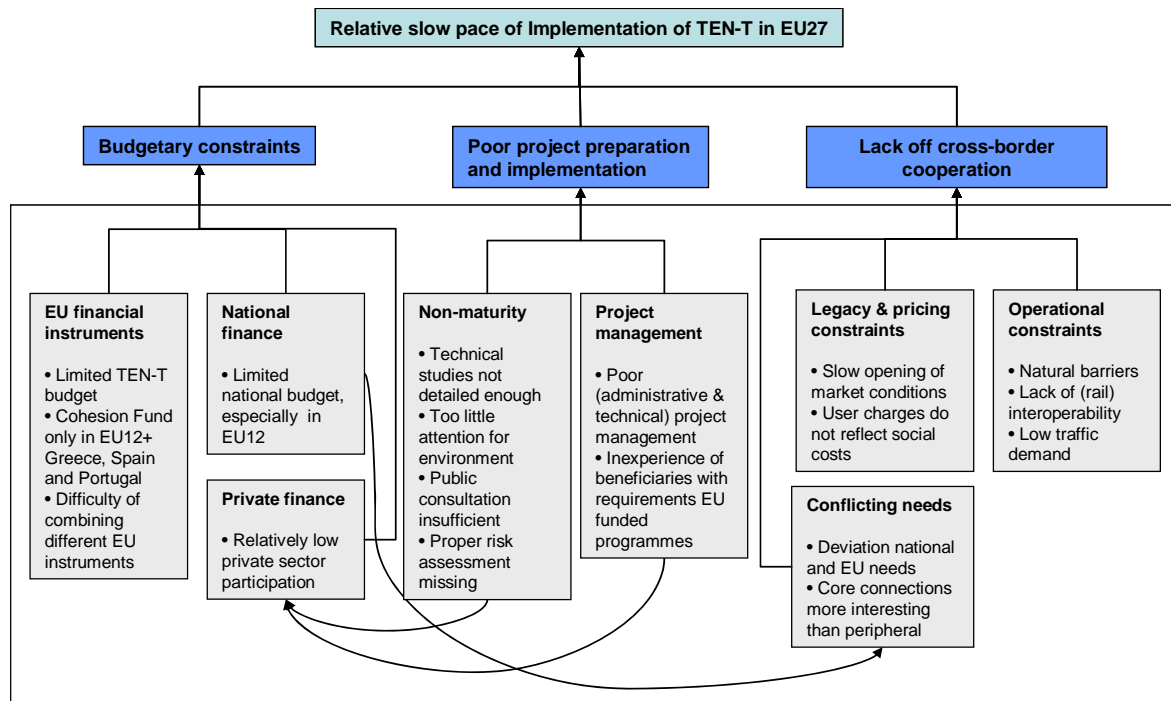 Relative slow pace of Implementation of TEN-T in EU27
Budgetary constraints
Poor project preparation
and implementation
Lack off cross-border
cooperation
EU financial
instruments
• Limited TEN-T
budget
• Cohesion Fund
only in EU12+
Greece, Spain
and Portugal
• Difficulty of
combining
different EU
instruments
National
finance
• Limited
national budget,
especially in
EU12
Private finance
• Relatively low
private sector
participation
Non-maturity
• Technical
studies not
detailed enough
• Too little
attention for
environment
• Public
consultation
insufficient
• Proper risk
assessment
missing
Project
management
• Poor
(administrative &
technical) project
management
• Inexperience of
beneficiaries with
requirements EU
funded
programmes
Legacy & pricing
constraints
• Slow opening of
market conditions
• User charges do
not reflect social
costs
Conflicting needs
• Deviation national
and EU needs
• Core connections
more interesting
than peripheral
Operational
constraints
• Natural barriers
• Lack of (rail)
interoperability
• Low traffic
demand